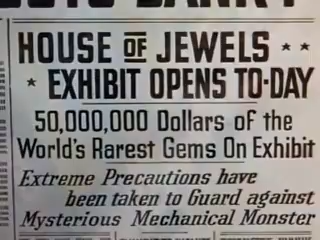 HOUSE OF JEWELS * *
* EXHIBIT OPENS TO-DAY
50,000,000 Dollars of the
World's Rarest Gems On Exhibit
Extreme Precautions have
been taken to Guard against
Mysterious Mechanical Monster